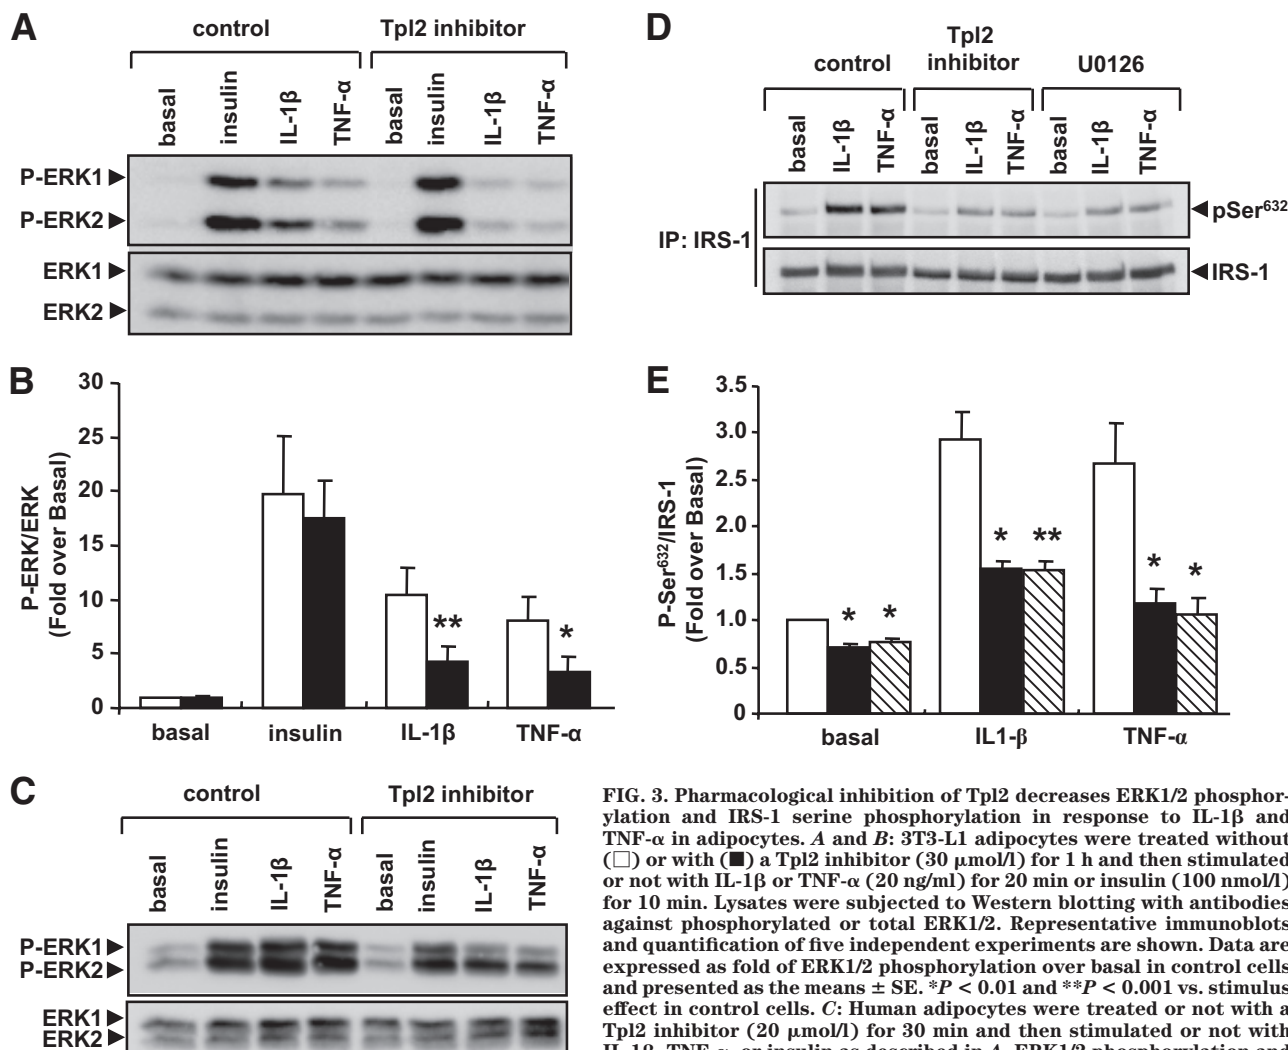 A
control
Tpl2 inhibitor
basal
insulin
IL-1β
TNF-α
basal
insulin
IL-1β
TNF-α
P-ERK1
P-ERK2
ERK1
ERK2
B
P-ERK/ERK
(Fold over Basal)
30
25
20
15
10
5
0
**
*
basal
insulin
IL-1β
TNF-α
C
control
Tpl2 inhibitor
basal
insulin
IL-1β
TNF-α
basal
insulin
IL-1β
TNF-α
P-ERK1
P-ERK2
ERK1
ERK2
D
control
Tpl2
inhibitor
U0126
basal
IL-1β
TNF-α
basal
IL-1β
TNF-α
basal
IL-1β
TNF-α
IP: IRS-1
pSer632
IRS-1
E
P-Ser632/IRS-1
(Fold over Basal)
3.5
3.0
2.5
2.0
1.5
1.0
0.5
0
*
*
*
**
*
*
basal
IL1-β
TNF-α
FIG. 3. Pharmacological inhibition of Tpl2 decreases ERK1/2 phosphor-
ylation and IRS-1 serine phosphorylation in response to IL-1β and
TNF-α in adipocytes. A and B: 3T3-L1 adipocytes were treated without
(□) or with (■) a Tpl2 inhibitor (30 μmol/l) for 1 h and then stimulated
or not with IL-1β or TNF-α (20 ng/ml) for 20 min or insulin (100 nmol/l)
for 10 min. Lysates were subjected to Western blotting with antibodies
against phosphorylated or total ERK1/2. Representative immunoblots
and quantification of five independent experiments are shown. Data are
expressed as fold of ERK1/2 phosphorylation over basal in control cells
and presented as the means ± SE. *P < 0.01 and **P < 0.001 vs. stimulus
effect in control cells. C: Human adipocytes were treated or not with a
Tpl2 inhibitor (20 μmol/l) for 30 min and then stimulated or not with
IL-1β, TNF-α, or insulin as described in A. ERK1/2 phosphorylation and